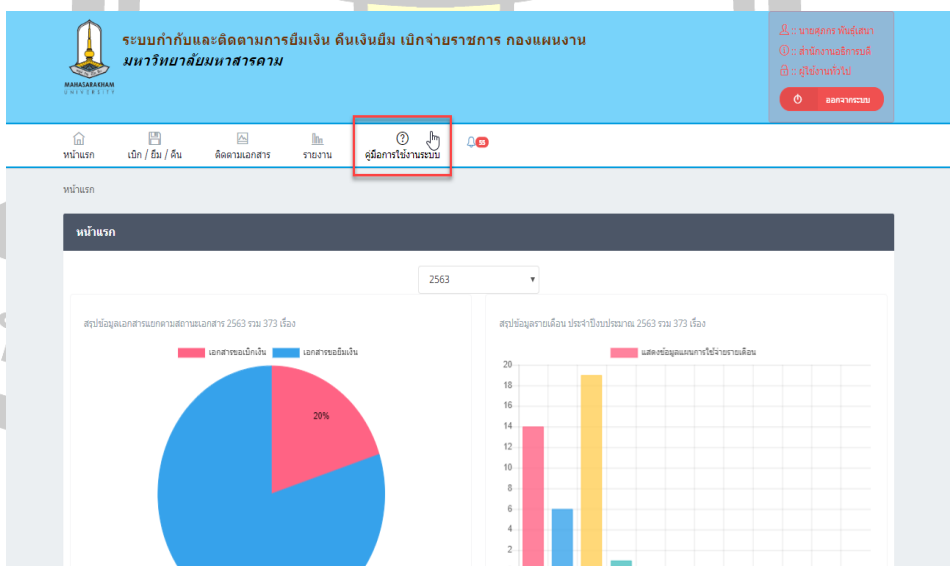 ระบบกำกับและติดตามการยืมเงิน คืนเงินยืม เบิกจ่ายราชการ กองแผนงาน
มหาวิทยาลัยมหาสารคาม
MAHASARAKHAM
UNIVERSITY
:: นายศุภกร พันธุ์เสนา
:: สำนักงานอธิการบดี
:: ผู้ใช้งานทั่วไป
ออกจากระบบ
หน้าแรก
เบิก / ยืม / คืน
ติดตามเอกสาร
รายงาน
คู่มือการใช้งานระบบ
55
หน้าแรก
หน้าแรก
2563
สรุปข้อมูลเอกสารแยกตามสถานะเอกสาร 2563 รวม 373 เรื่อง
เอกสารขอเบิกเงิน
เอกสารขอยืมเงิน
20%
สรุปข้อมูลรายเดือน ประจำปีงบประมาณ 2563 รวม 373 เรื่อง
แสดงข้อมูลแผนการใช้จ่ายรายเดือน
20
18
16
14
12
10
8
6
4
2